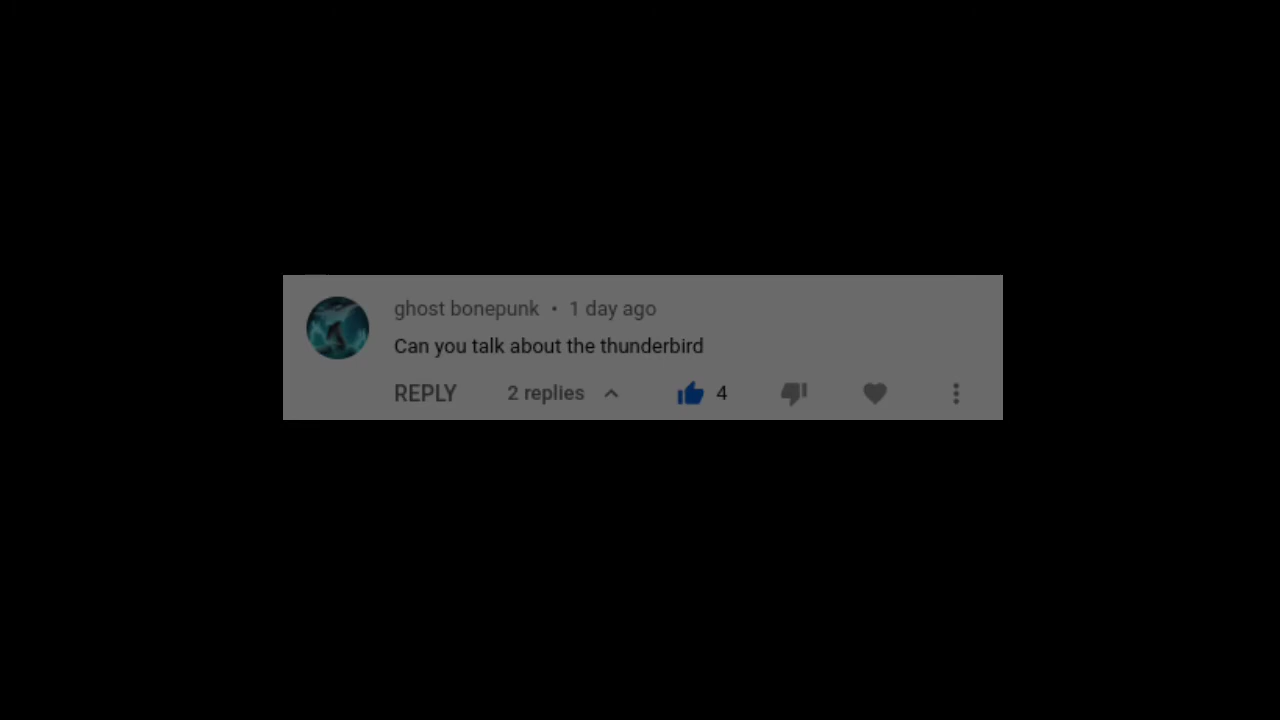 ghost bonepunk • 1 day ago
Can you talk about the thunderbird
REPLY 2 replies 4